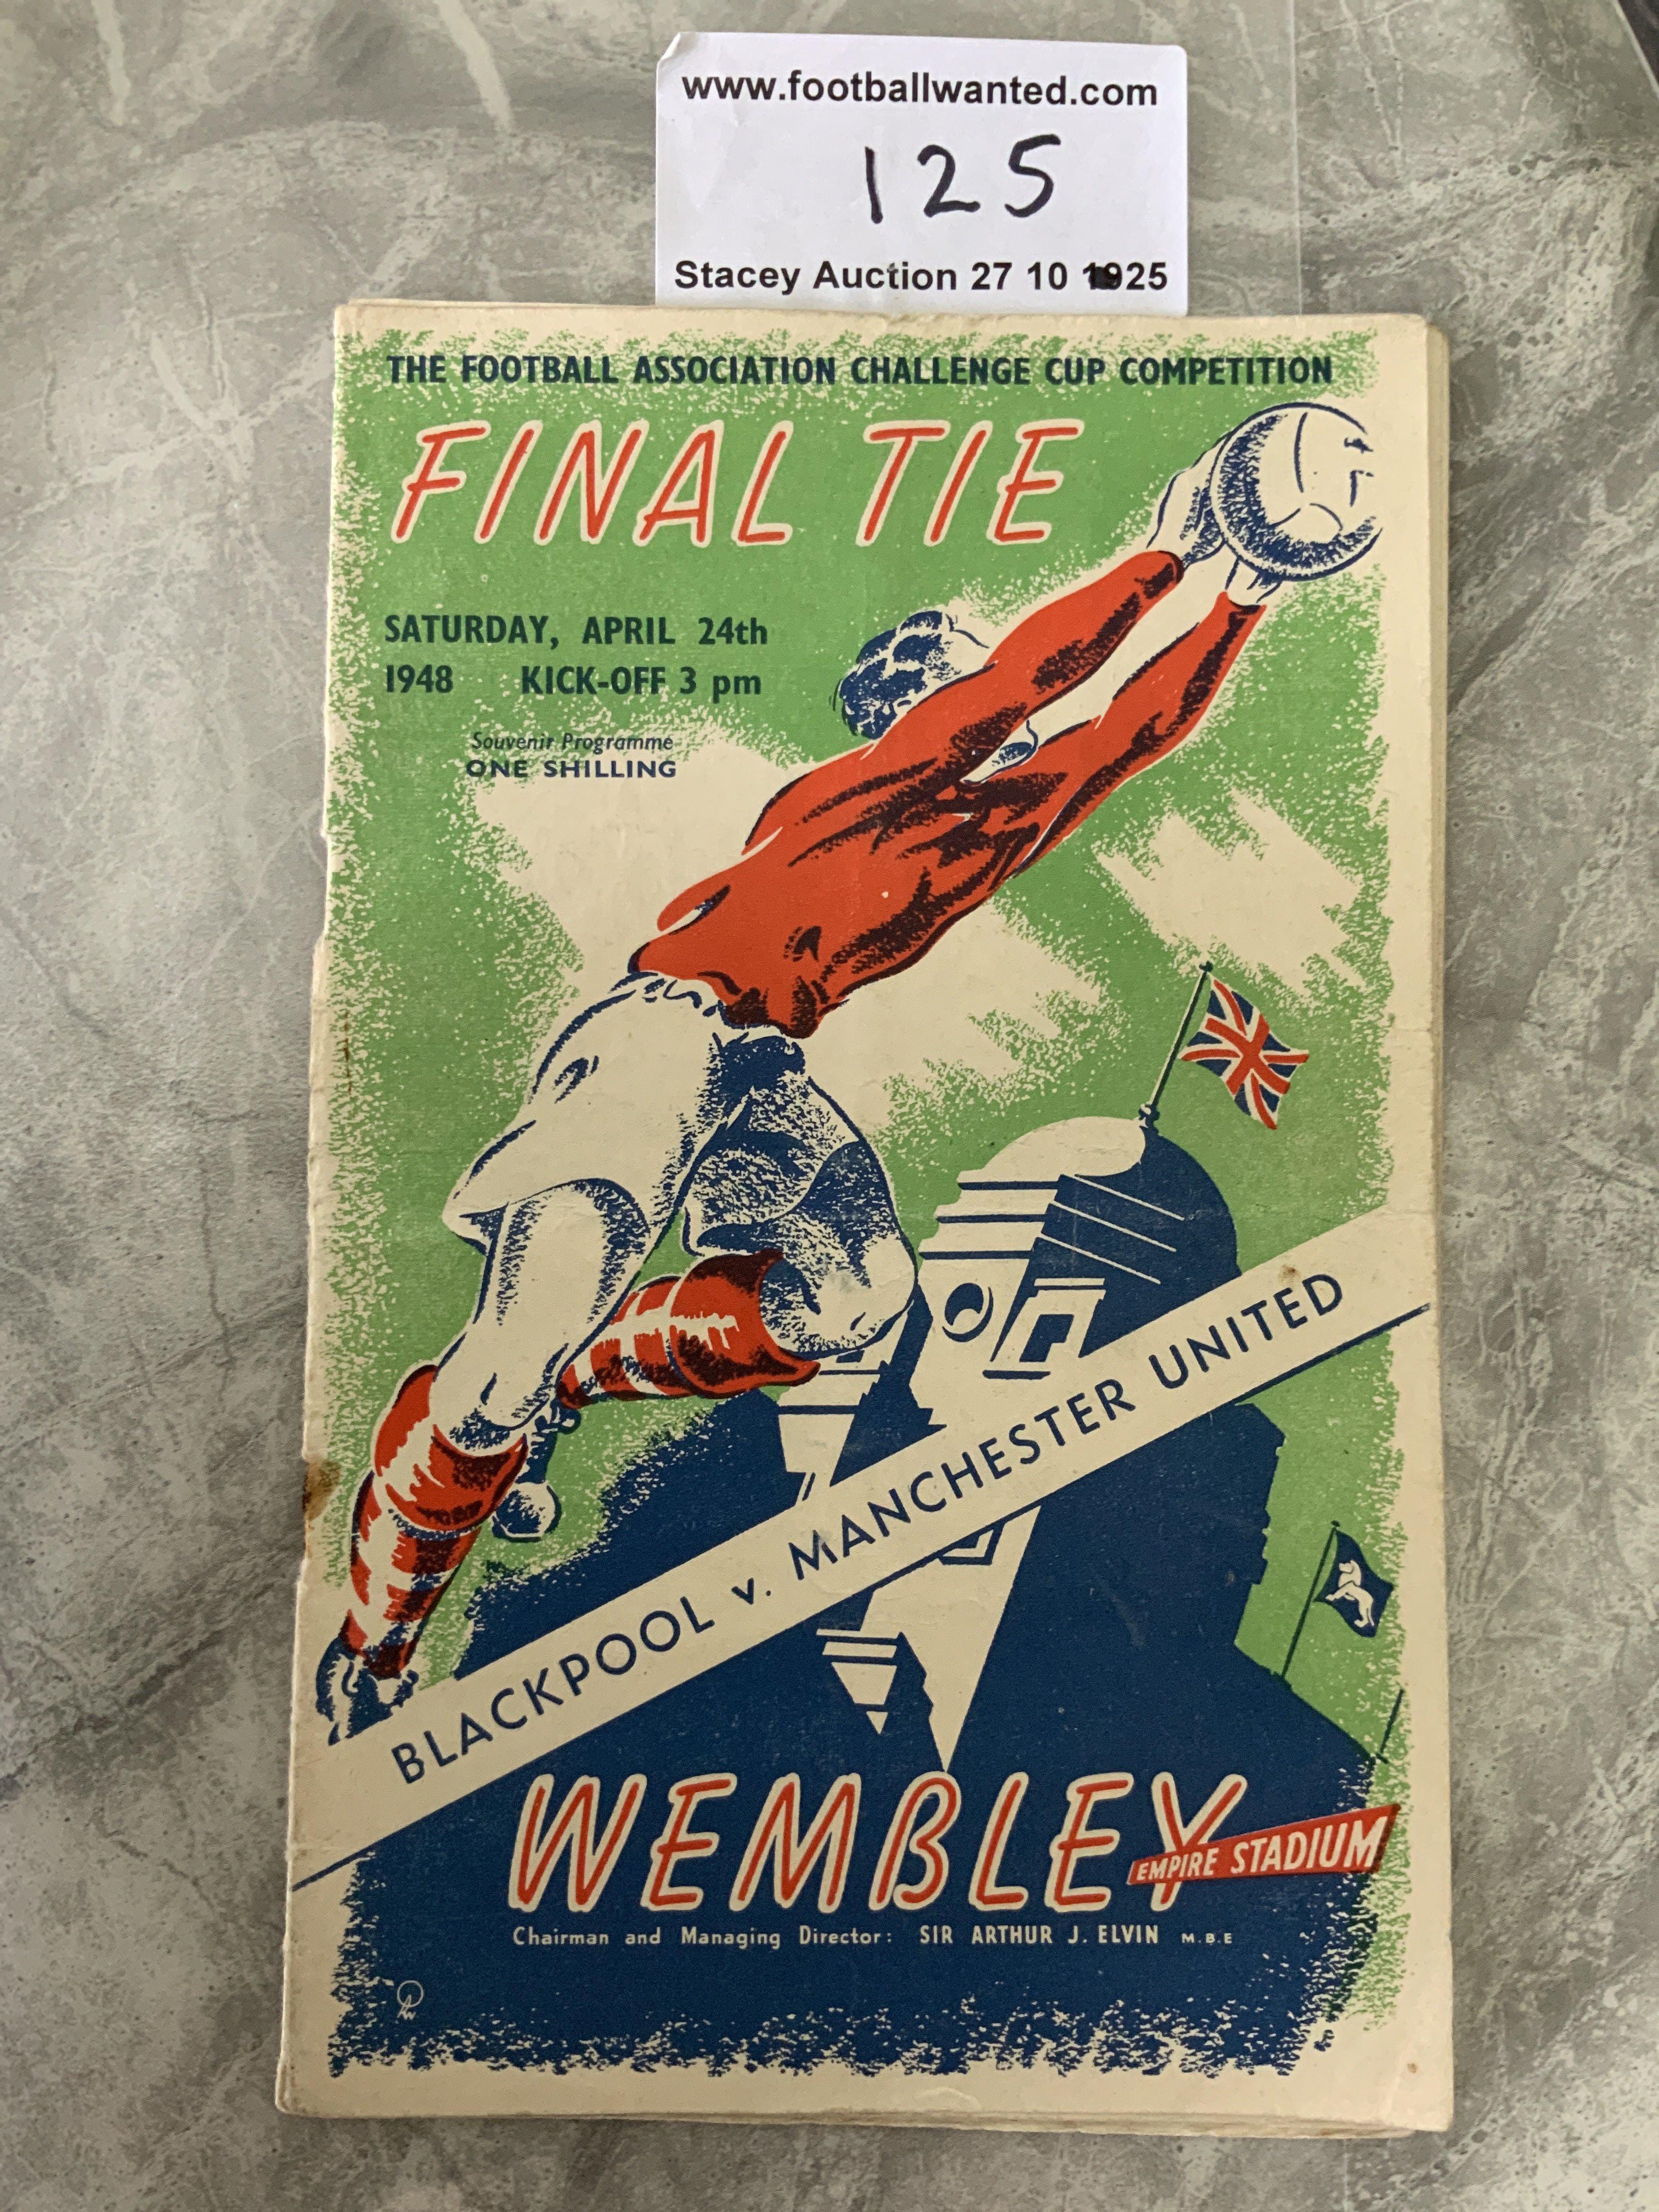 www.footballwanted.com
125
Stacey Auction 27 10 1925
THE FOOTBALL ASSOCIATION CHALLENGE CUP COMPETITION
FINAL TIE
SATURDAY, APRIL 24th
1948 KICK-OFF 3 pm
Souvenir Programme
ONE SHILLING
BLACKPOOL v. MANCHESTER UNITED
WEMBLEY
EMPIRE STADIUM
Chairman and Managing Director: SIR ARTHUR J. ELVIN M.B.E